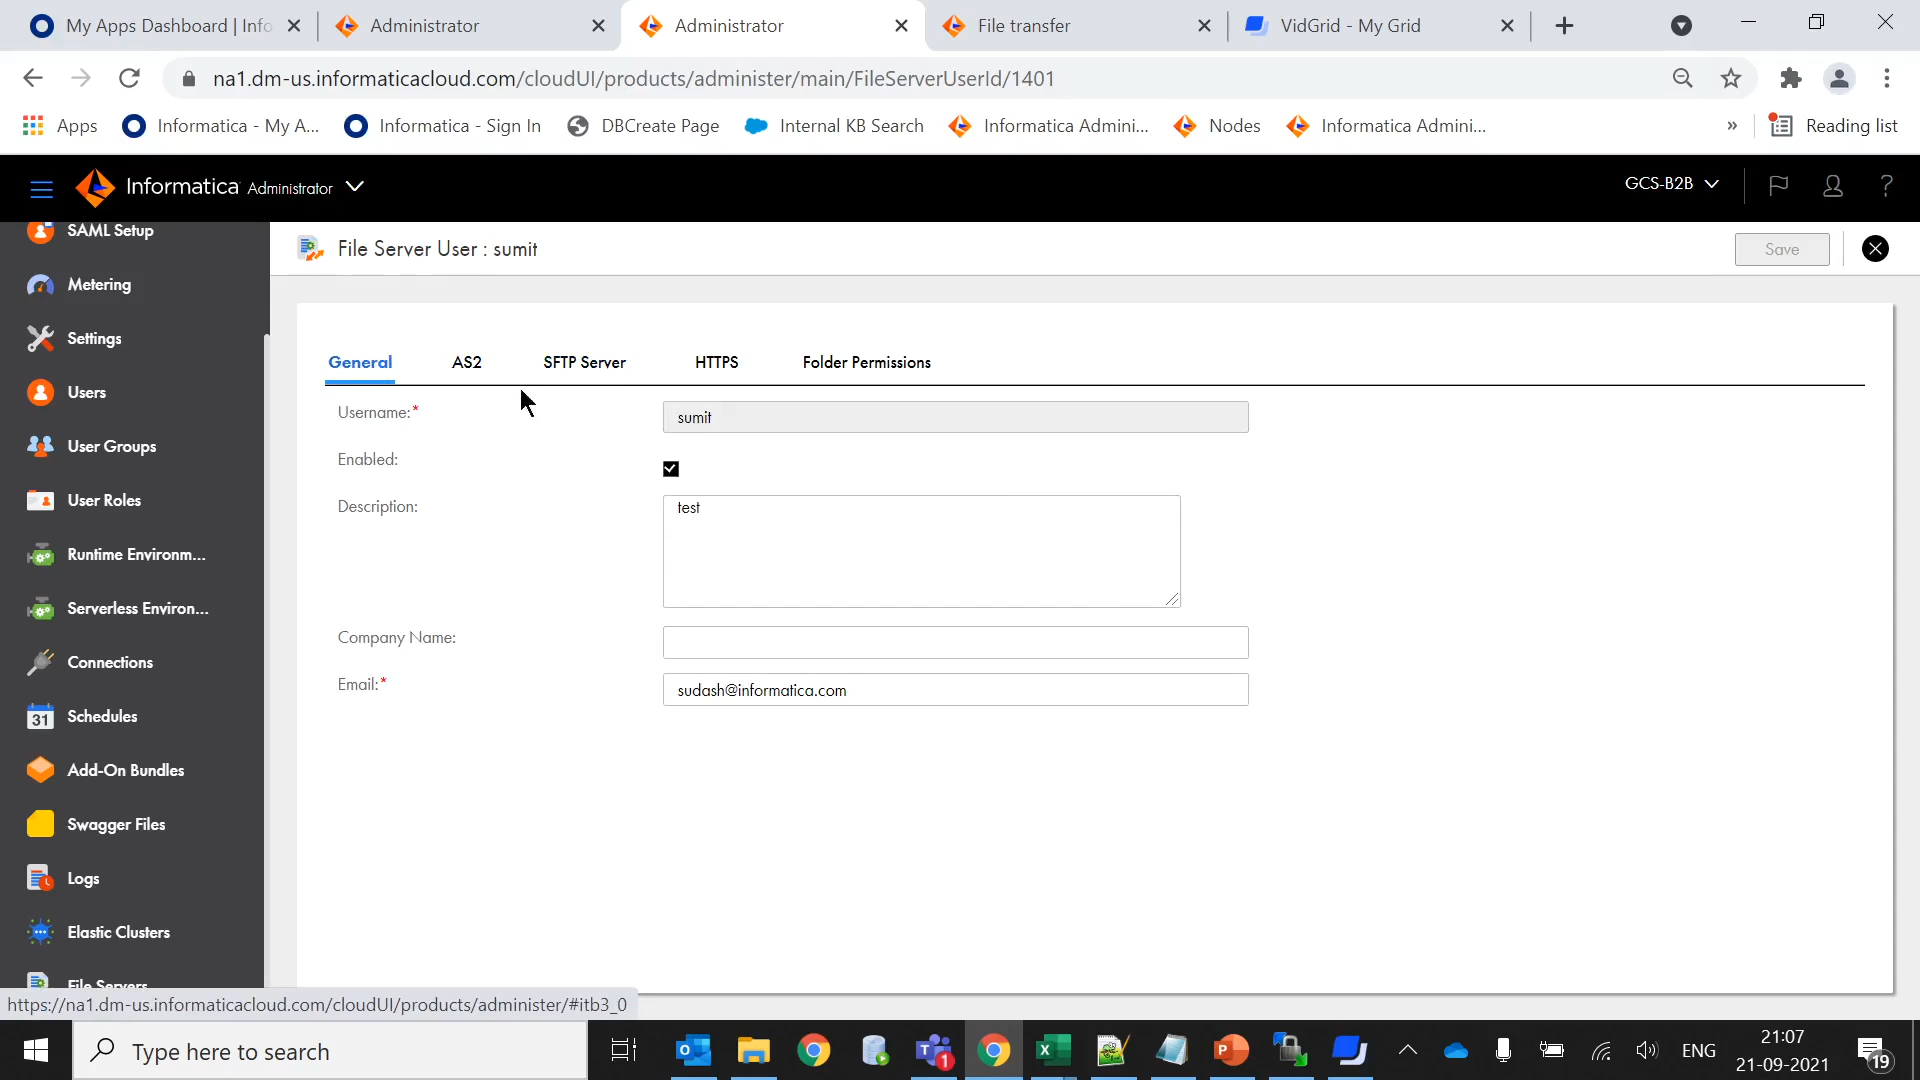 My Apps Dashboard | Info
Administrator
Administrator
File transfer
VidGrid - My Grid
na1.dm-us.informaticacloud.com/cloudUI/products/administer/main/FileServerUserId/1401
Apps
Informatica - My A...
Informatica - Sign In
DBCreate Page
Internal KB Search
Informatica Admini...
Nodes
Informatica Admini...
»
Reading list
Informatica Administrator
GCS-B2B
?
SAML Setup
Metering
Settings
Users
User Groups
User Roles
Runtime Environm...
Serverless Environ...
Connections
31 Schedules
Add-On Bundles
Swagger Files
Logs
Elastic Clusters
File Servers
File Server User : sumit
Save
General
AS2
SFTP Server
HTTPS
Folder Permissions
Username:*
sumit
Enabled:
Description:
test
Company Name:
Email:*
sudash@informatica.com
https://na1.dm-us.informaticacloud.com/cloudUI/products/administer/#itb3_0
Type here to search
1
ENG
21:07
21-09-2021
19